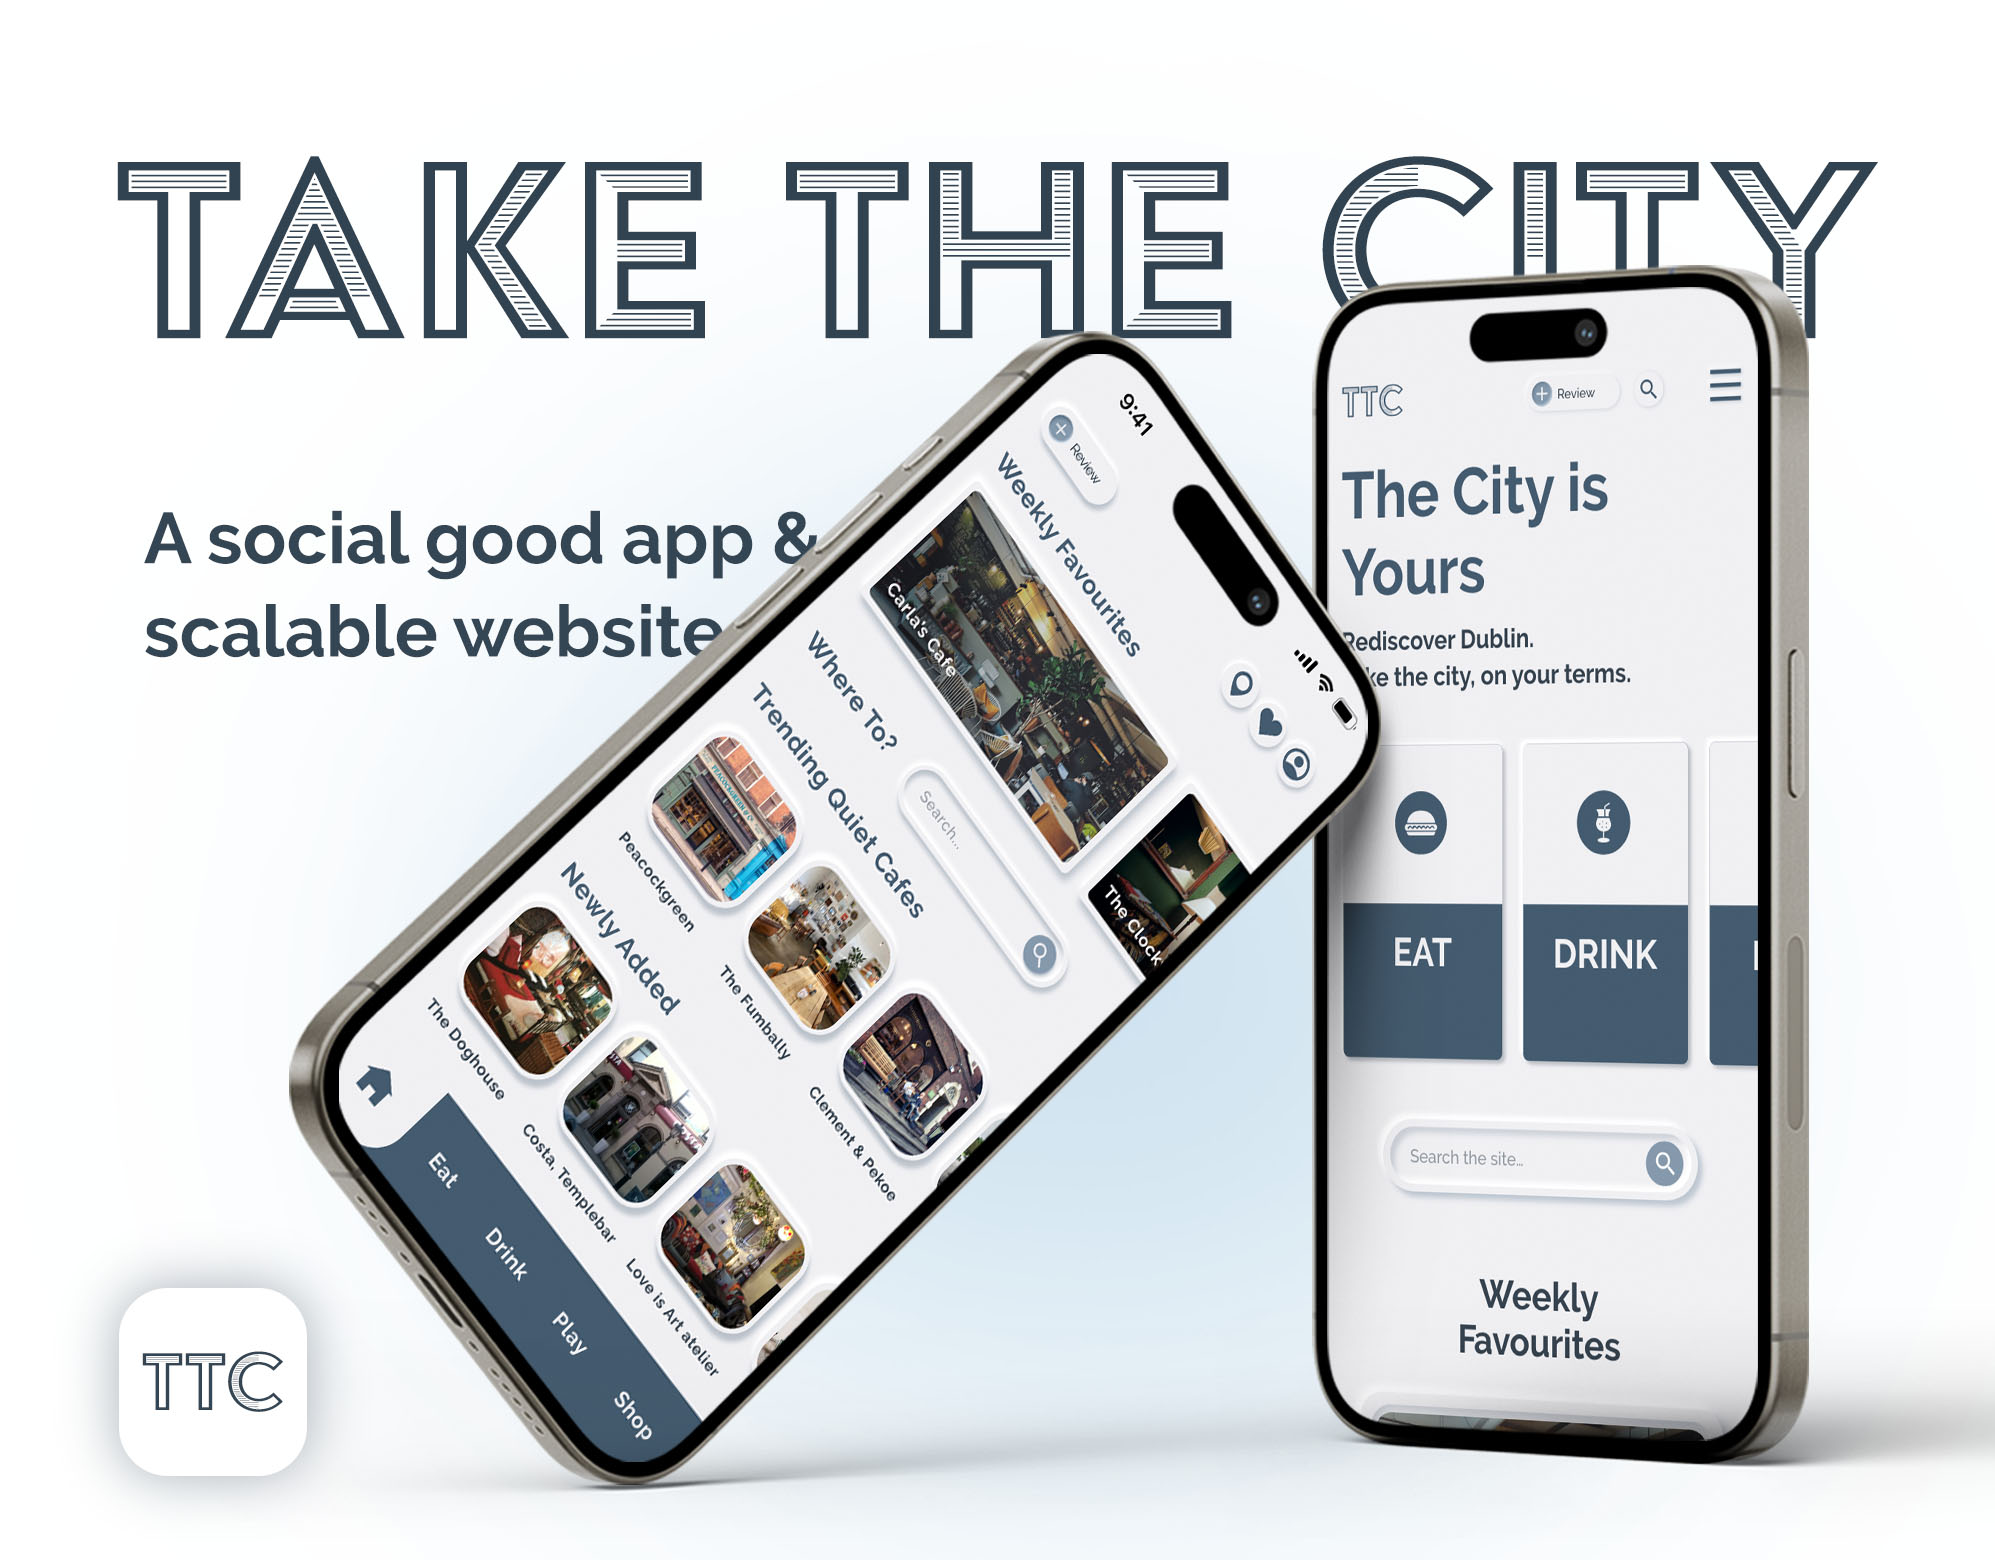 TAKE THE CITY
A social good app &
scalable website
9:41
Review
Weekly Favourites
Carla's Cafe
The Clock
Where To?
Search...
Trending Quiet Cafes
PEACOCKGREEN
Peacockgreen
The Fumbally
Clement & Pekoe
Newly Added
The Doghouse
Costa, Templebar
Love is Art atelier
Eat
Drink
Play
Shop
TTC
Review
The City is
Yours
Rediscover Dublin.
ke the city, on your terms.
EAT
DRINK
Search the site...
Weekly
Favourites
TTC